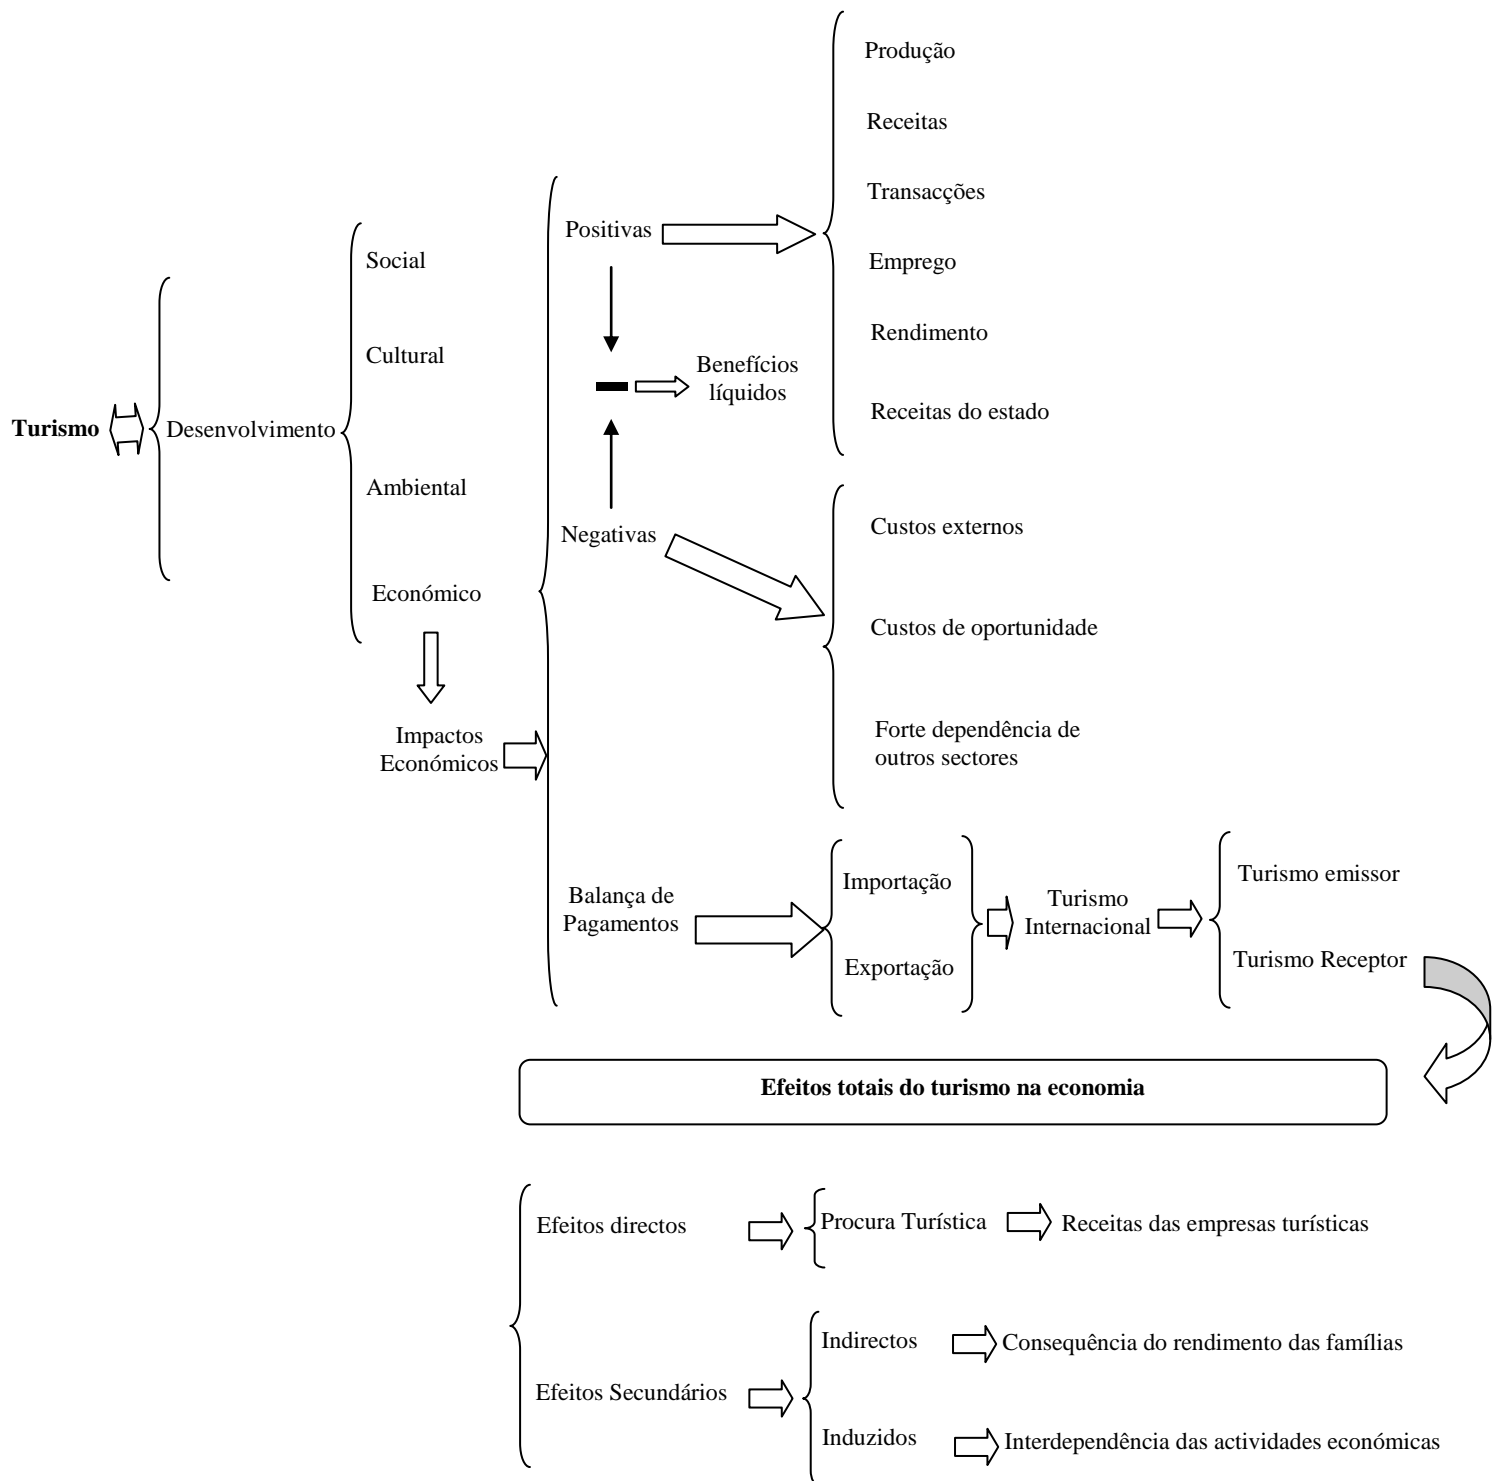 Produção
Receitas
Transacções
Positivas
Social
Emprego
Rendimento
Cultural
Benefícios
líquidos
Receitas do estado
Turismo
Desenvolvimento
Ambiental
Custos externos
Negativas
Económico
Custos de oportunidade
Impactos
Económicos
Forte dependência de
outros sectores
Balança de
Pagamentos
Importação
Exportação
Turismo
Internacional
Turismo emissor
Turismo Receptor
Efeitos totais do turismo na economia
Efeitos directos
Procura Turística
Receitas das empresas turísticas
Indirectos
Consequência do rendimento das famílias
Efeitos Secundários
Induzidos
Interdependência das actividades económicas